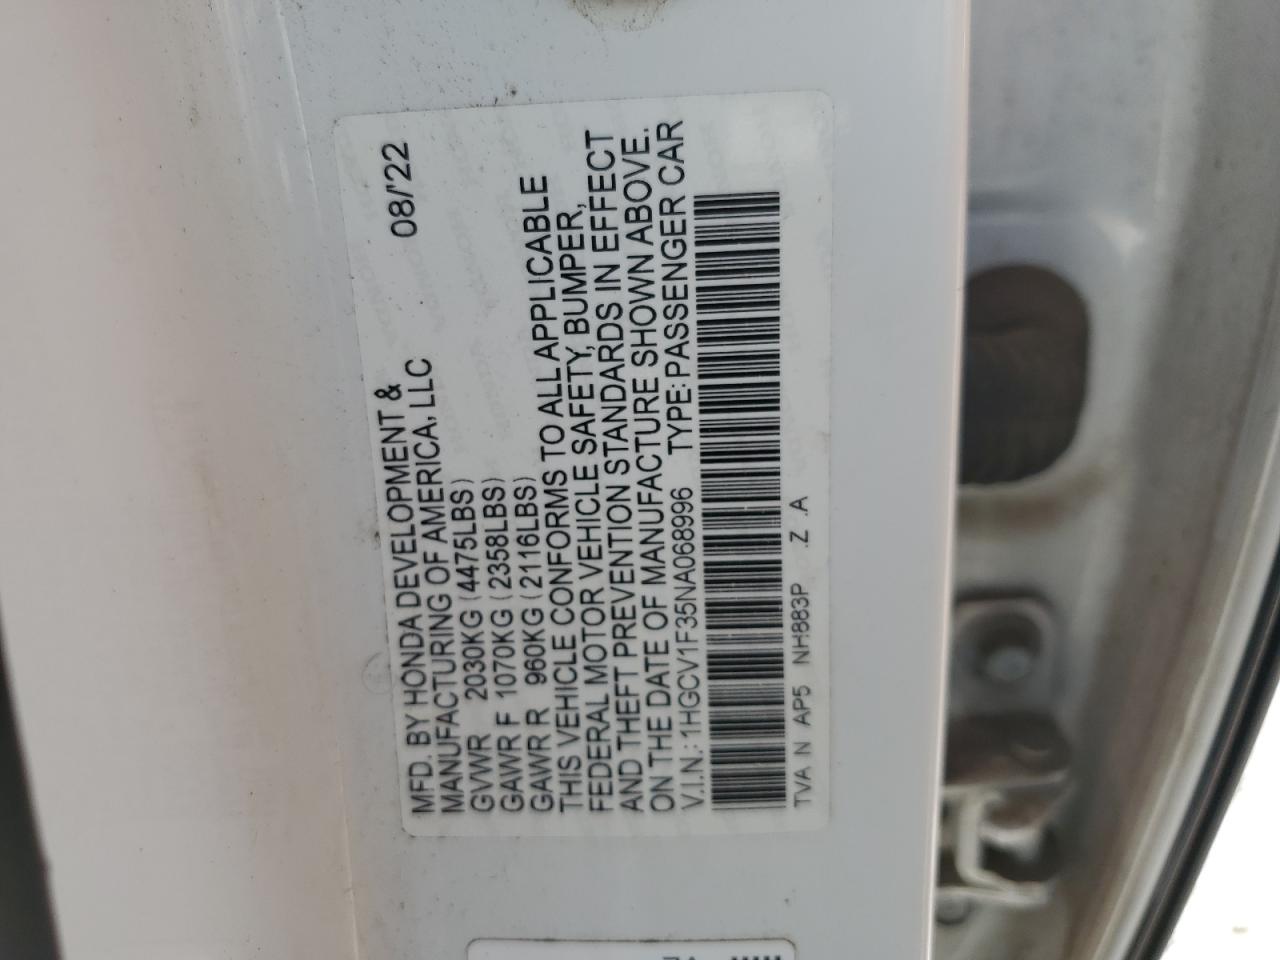 MFD. BY HONDA DEVELOPMENT &
MANUFACTURING OF AMERICA, LLC 08/'22
GVWR 2030KG (4475LBS)
GAWR F 1070KG (2358LBS)
GAWR R 960KG (2116LBS)
THIS VEHICLE CONFORMS TO ALL APPLICABLE
FEDERAL MOTOR VEHICLE SAFETY, BUMPER,
AND THEFT PREVENTION STANDARDS IN EFFECT
ON THE DATE OF MANUFACTURE SHOWN ABOVE.
V.I.N.: 1HGCV1F35NA068996 TYPE: PASSENGER CAR
TVA N AP5 NH883P .Z .A